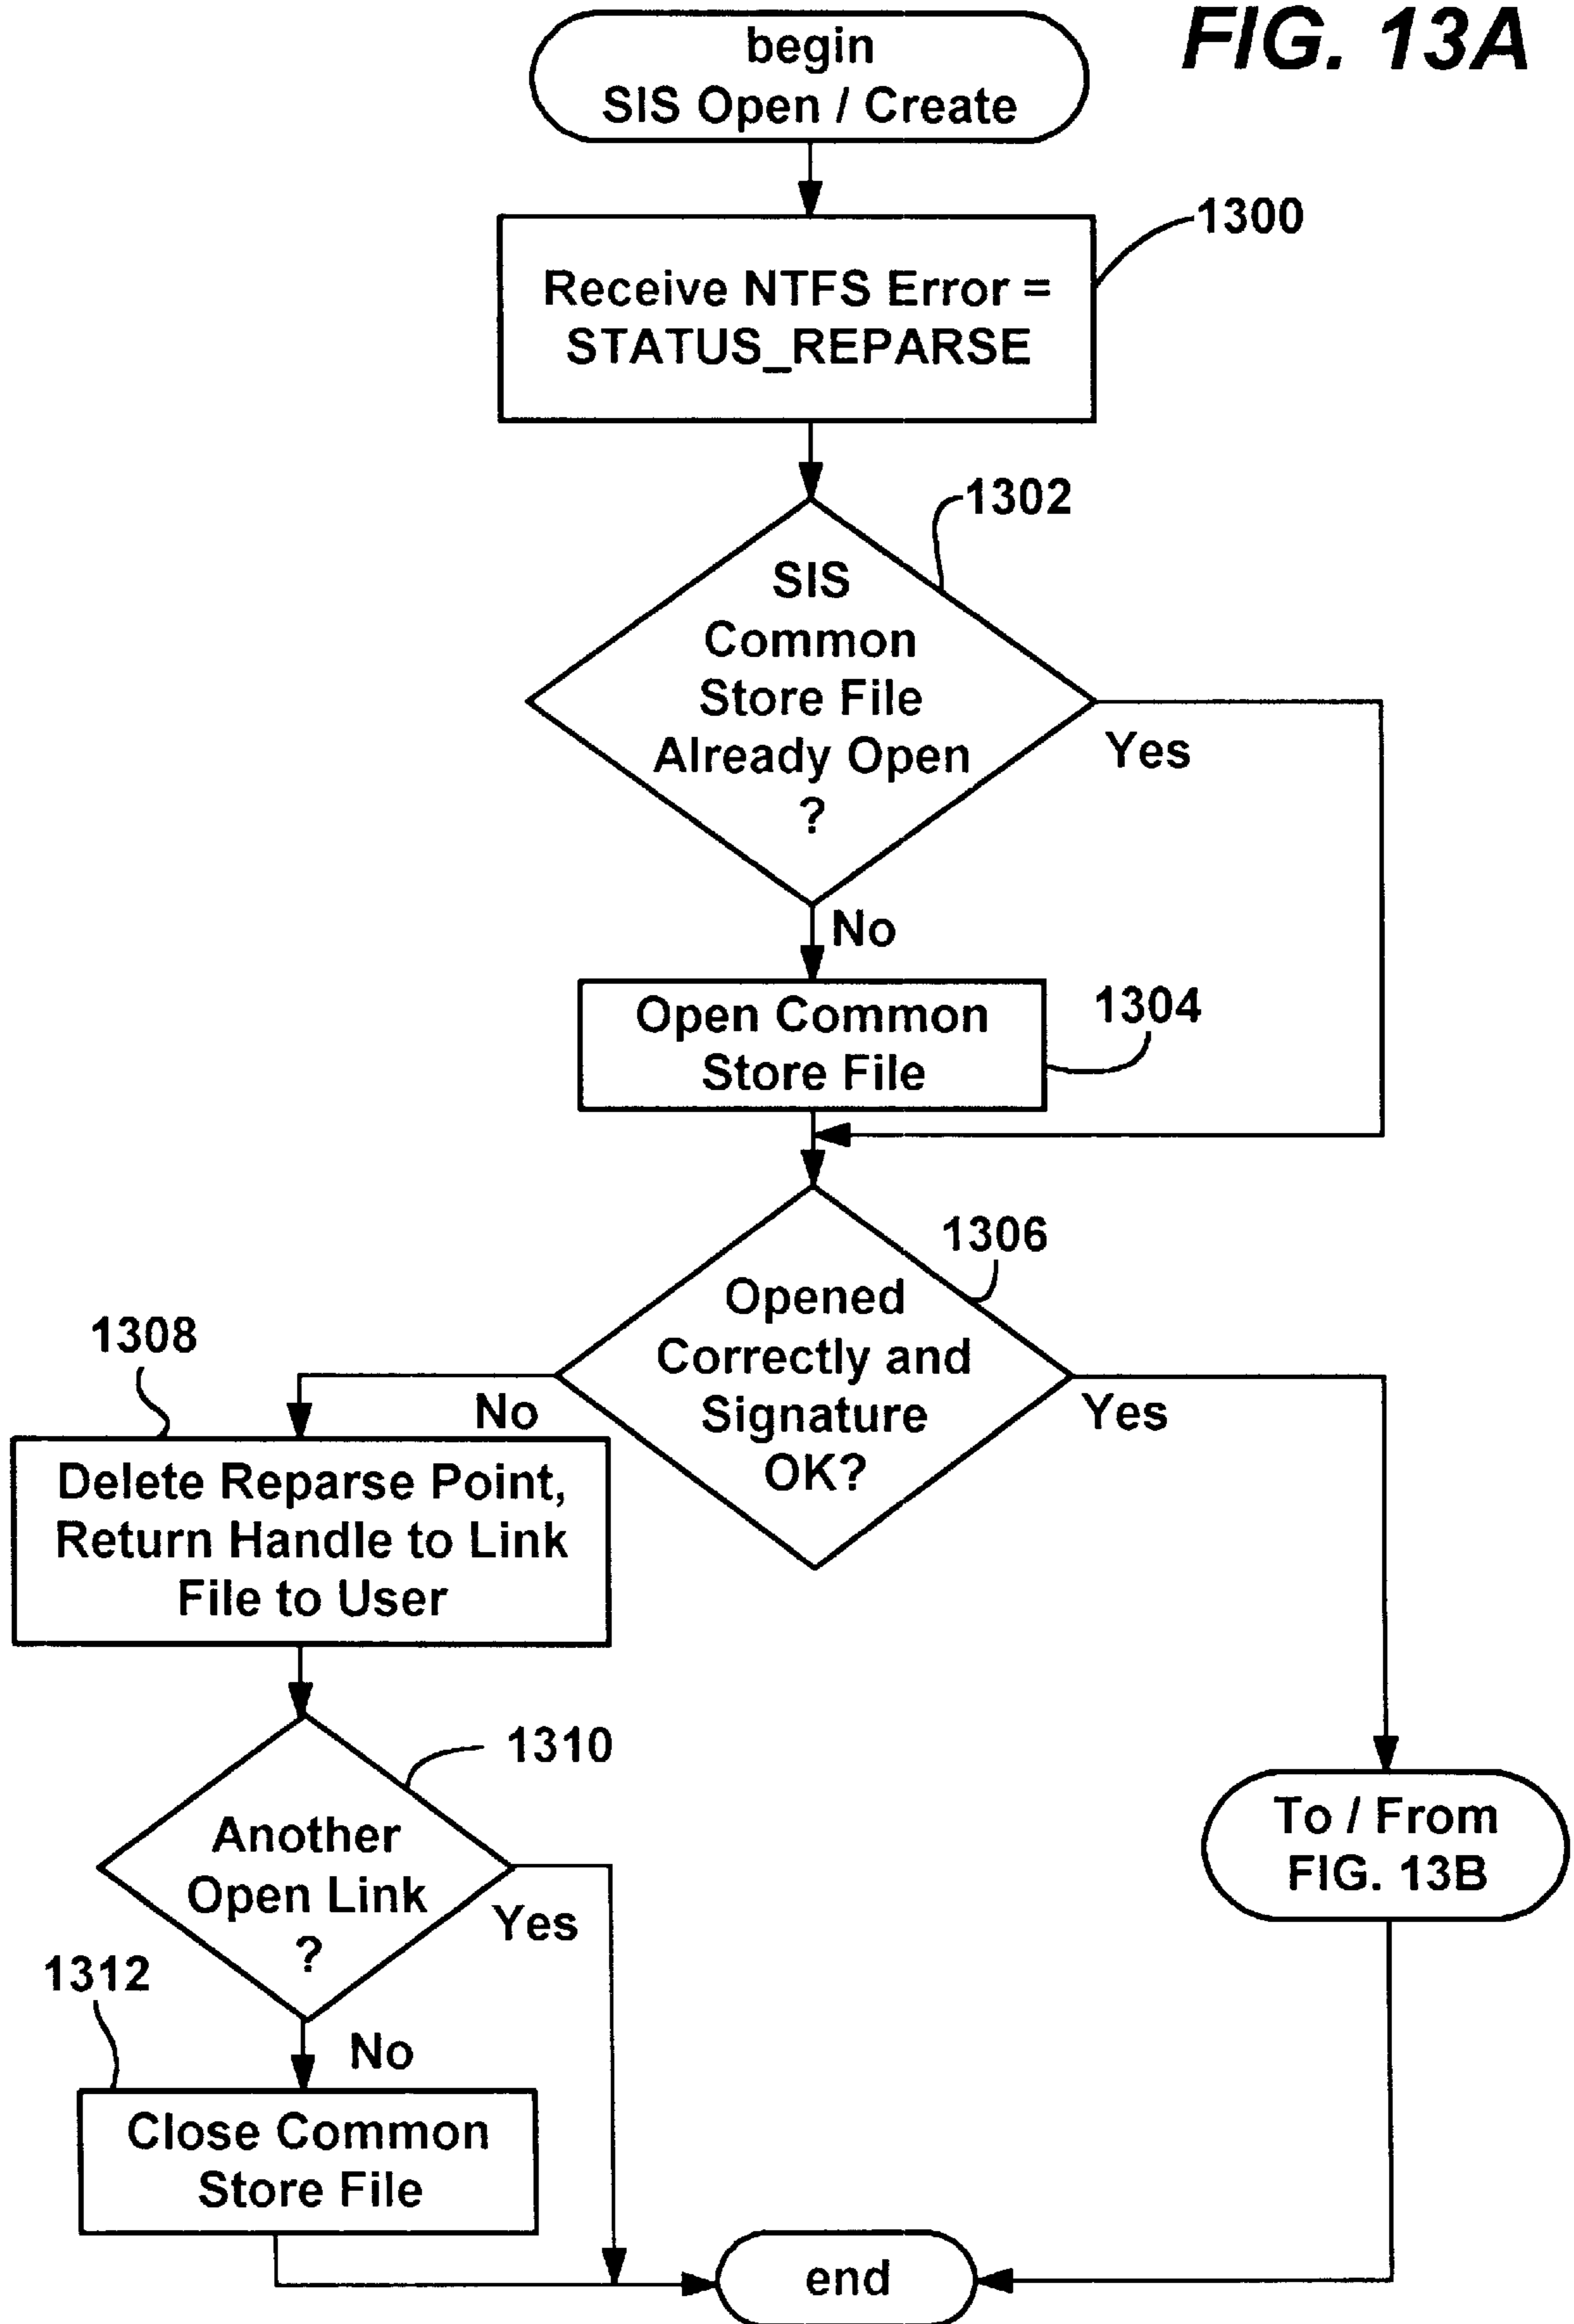 FIG. 13A
begin
SIS Open / Create
1300
Receive NTFS Error =
STATUS_REPARSE
1302
SIS
Common
Store File
Already Open
?
Yes
No
Open Common
Store File
1304
1306
Opened
Correctly and
Signature
OK?
1308
No
Yes
Delete Reparse Point,
Return Handle to Link
File to User
1310
Another
Open Link
?
Yes
To / From
FIG. 13B
1312
No
Close Common
Store File
end